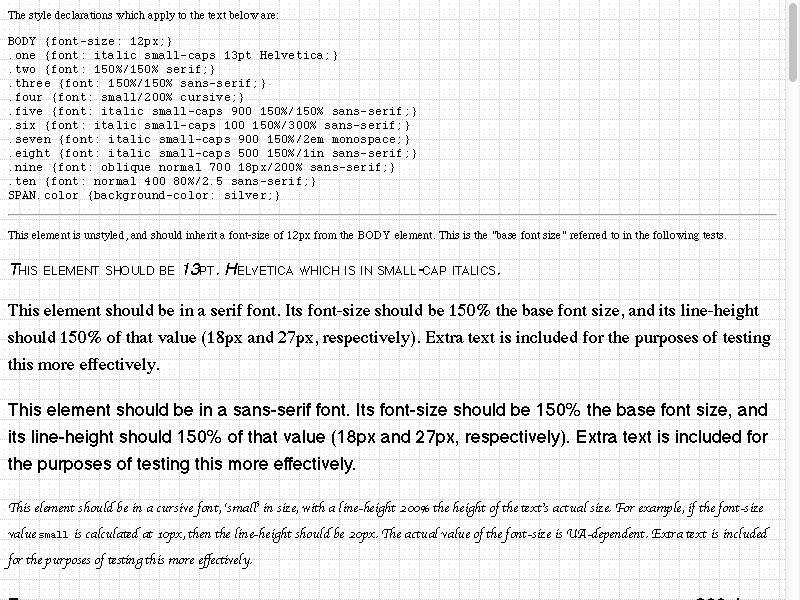 The style declarations which apply to the text below are:
BODY {font-size: 12px;}
.one {font: italic small-caps 13pt Helvetica;}
.two {font: 150%/150% serif;}
.three {font: 150%/150% sans-serif;}
.four {font: small/200% cursive;}
.five {font: italic small-caps 900 150%/150% sans-serif;}
.six {font: italic small-caps 100 150%/300% sans-serif;}
.seven {font: italic small-caps 900 150%/2em monospace;}
.eight {font: italic small-caps 500 150%/1in sans-serif;}
.nine {font: oblique normal 700 18px/200% sans-serif;}
.ten {font: normal 400 80%/2.5 sans-serif;}
SPAN.color {background-color: silver;}
This element is unstyled, and should inherit a font-size of 12px from the BODY element. This is the "base font size" referred to in the following tests.
This element should be 13pt. Helvetica which is in small-cap italics.
This element should be in a serif font. Its font-size should be 150% the base font size, and its line-height
should 150% of that value (18px and 27px, respectively). Extra text is included for the purposes of testing
this more effectively.
This element should be in a sans-serif font. Its font-size should be 150% the base font size, and
its line-height should 150% of that value (18px and 27px, respectively). Extra text is included for
the purposes of testing this more effectively.
This element should be in a cursive font, 'small' in size, with a line-height 200% the height of the text's actual size. For example, if the font-size
value small is calculated at 10px, then the line-height should be 20px. The actual value of the font-size is UA-dependent. Extra text is included
for the purposes of testing this more effectively.